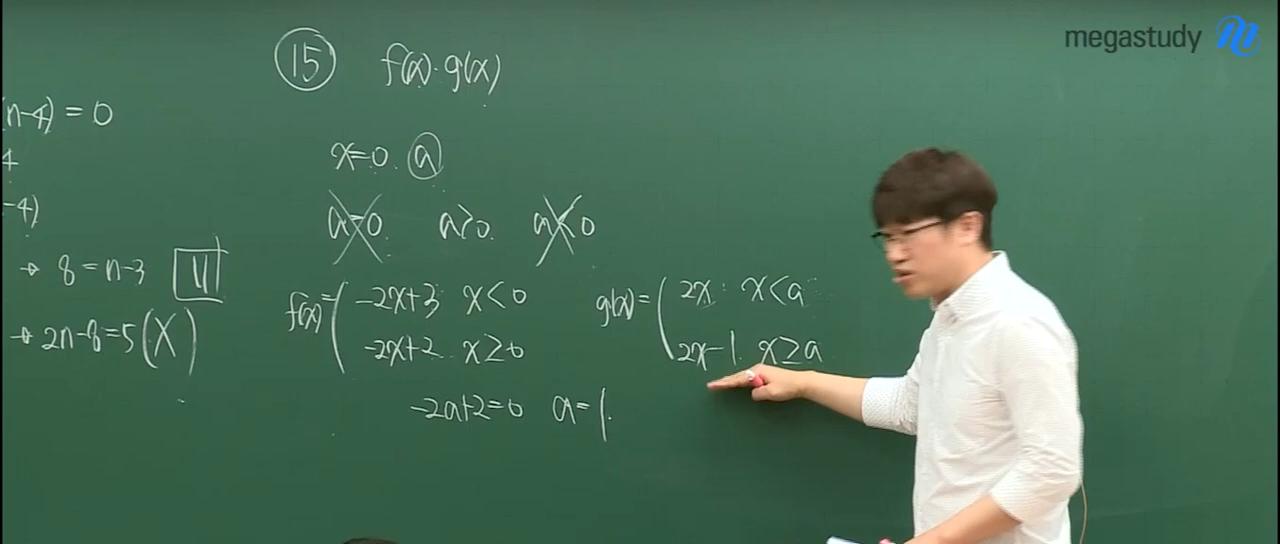 megastudy
(n-4) = 0
4
-4)
→ 8 = n-3 11
→ 2n-8=5 (X)
15 f(x)·g(x)
x=0. a
a=0 a>0. a<0
f(x)= -2x+3 x<0
-2x+2 x≥0
g(x)= 2x x<a
2x-1 x≥a
-2a+2=0 a=1.